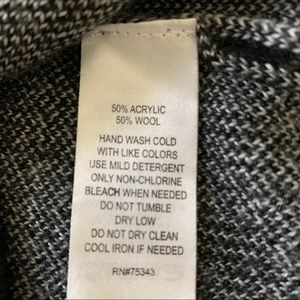 50% ACRYLIC
50% WOOL
HAND WASH COLD
WITH LIKE COLORS
USE MILD DETERGENT
ONLY NON-CHLORINE
BLEACH WHEN NEEDED
DO NOT TUMBLE
DRY LOW
DO NOT DRY CLEAN
COOL IRON IF NEEDED
RN#75343